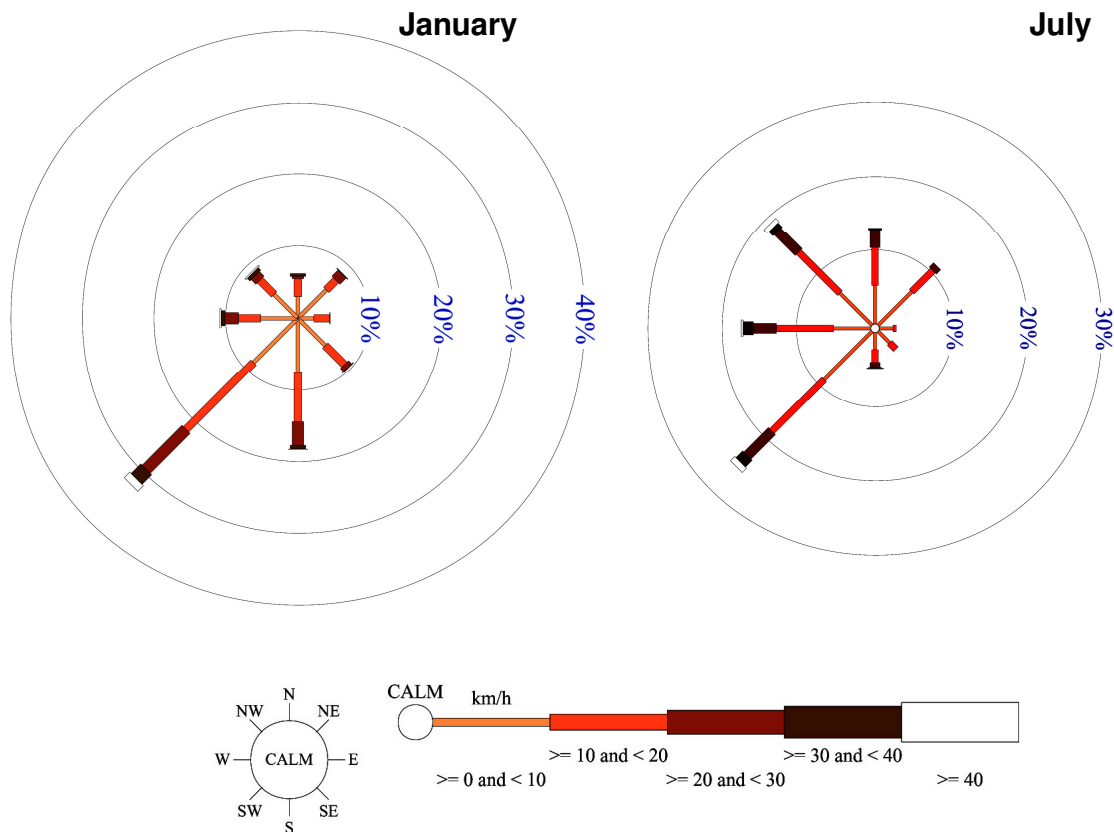 January
July
10%
20%
30%
40%
10%
20%
30%
N
NW
NE
W
CALM
E
SW
SE
S
CALM
km/h
>= 10 and < 20
>= 30 and < 40
>= 0 and < 10
>= 20 and < 30
>= 40